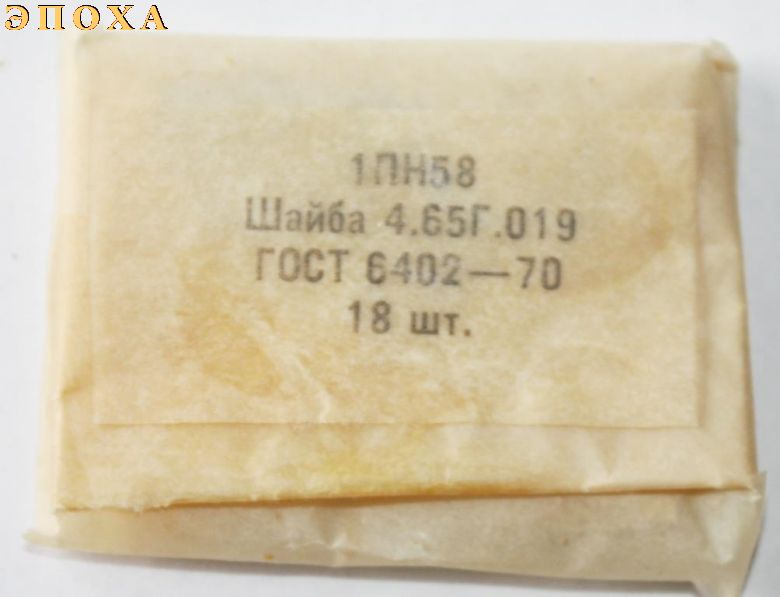 ЭПОХА
1ПН58
Шайба 4.65Г.019
ГОСТ 6402—70
18 шт.